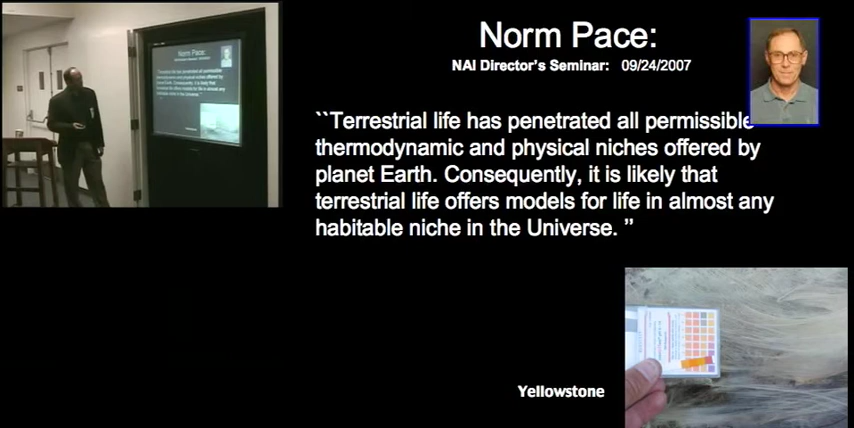 Norm Pace:
NAI Director's Seminar: 09/24/2007
``Terrestrial life has penetrated all permissible
thermodynamic and physical niches offered by
planet Earth. Consequently, it is likely that
terrestrial life offers models for life in almost any
habitable niche in the Universe. ”
Yellowstone